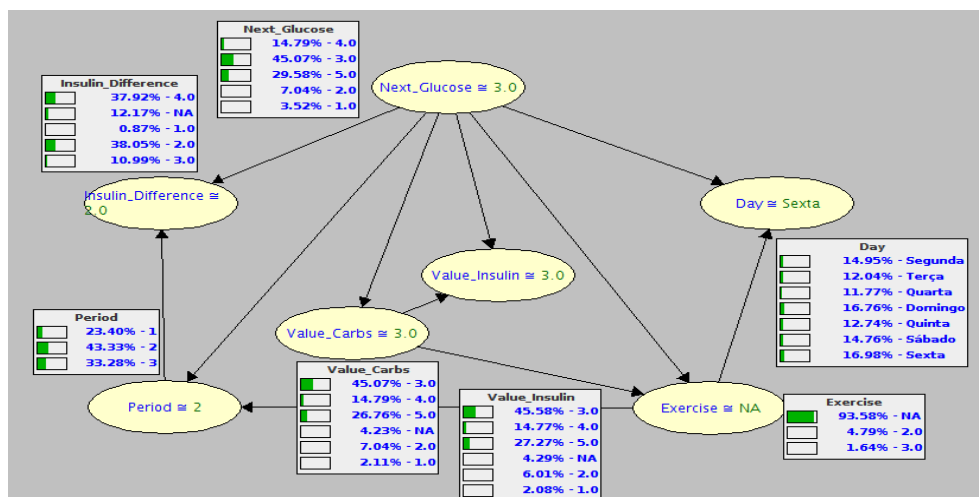 Next_Glucose
14.79% - 4.0
45.07% - 3.0
29.58% - 5.0
7.04% - 2.0
3.52% - 1.0
Next_Glucose ≅ 3.0
Insulin_Difference
37.92% - 4.0
12.17% - NA
0.87% - 1.0
38.05% - 2.0
10.99% - 3.0
Insulin_Difference ≅
2.0
Day ≅ Sexta
Day
14.95% - Segunda
12.04% - Terça
11.77% - Quarta
16.76% - Domingo
12.74% - Quinta
14.76% - Sábado
16.98% - Sexta
Value_Insulin ≅ 3.0
Value_Carbs ≅ 3.0
Period
23.40% - 1
43.33% - 2
33.28% - 3
Period ≅ 2
Value_Carbs
45.07% - 3.0
14.79% - 4.0
26.76% - 5.0
4.23% - NA
7.04% - 2.0
2.11% - 1.0
Value_Insulin
45.58% - 3.0
14.77% - 4.0
27.27% - 5.0
4.29% - NA
6.01% - 2.0
2.08% - 1.0
Exercise ≅ NA
Exercise
93.58% - NA
4.79% - 2.0
1.64% - 3.0